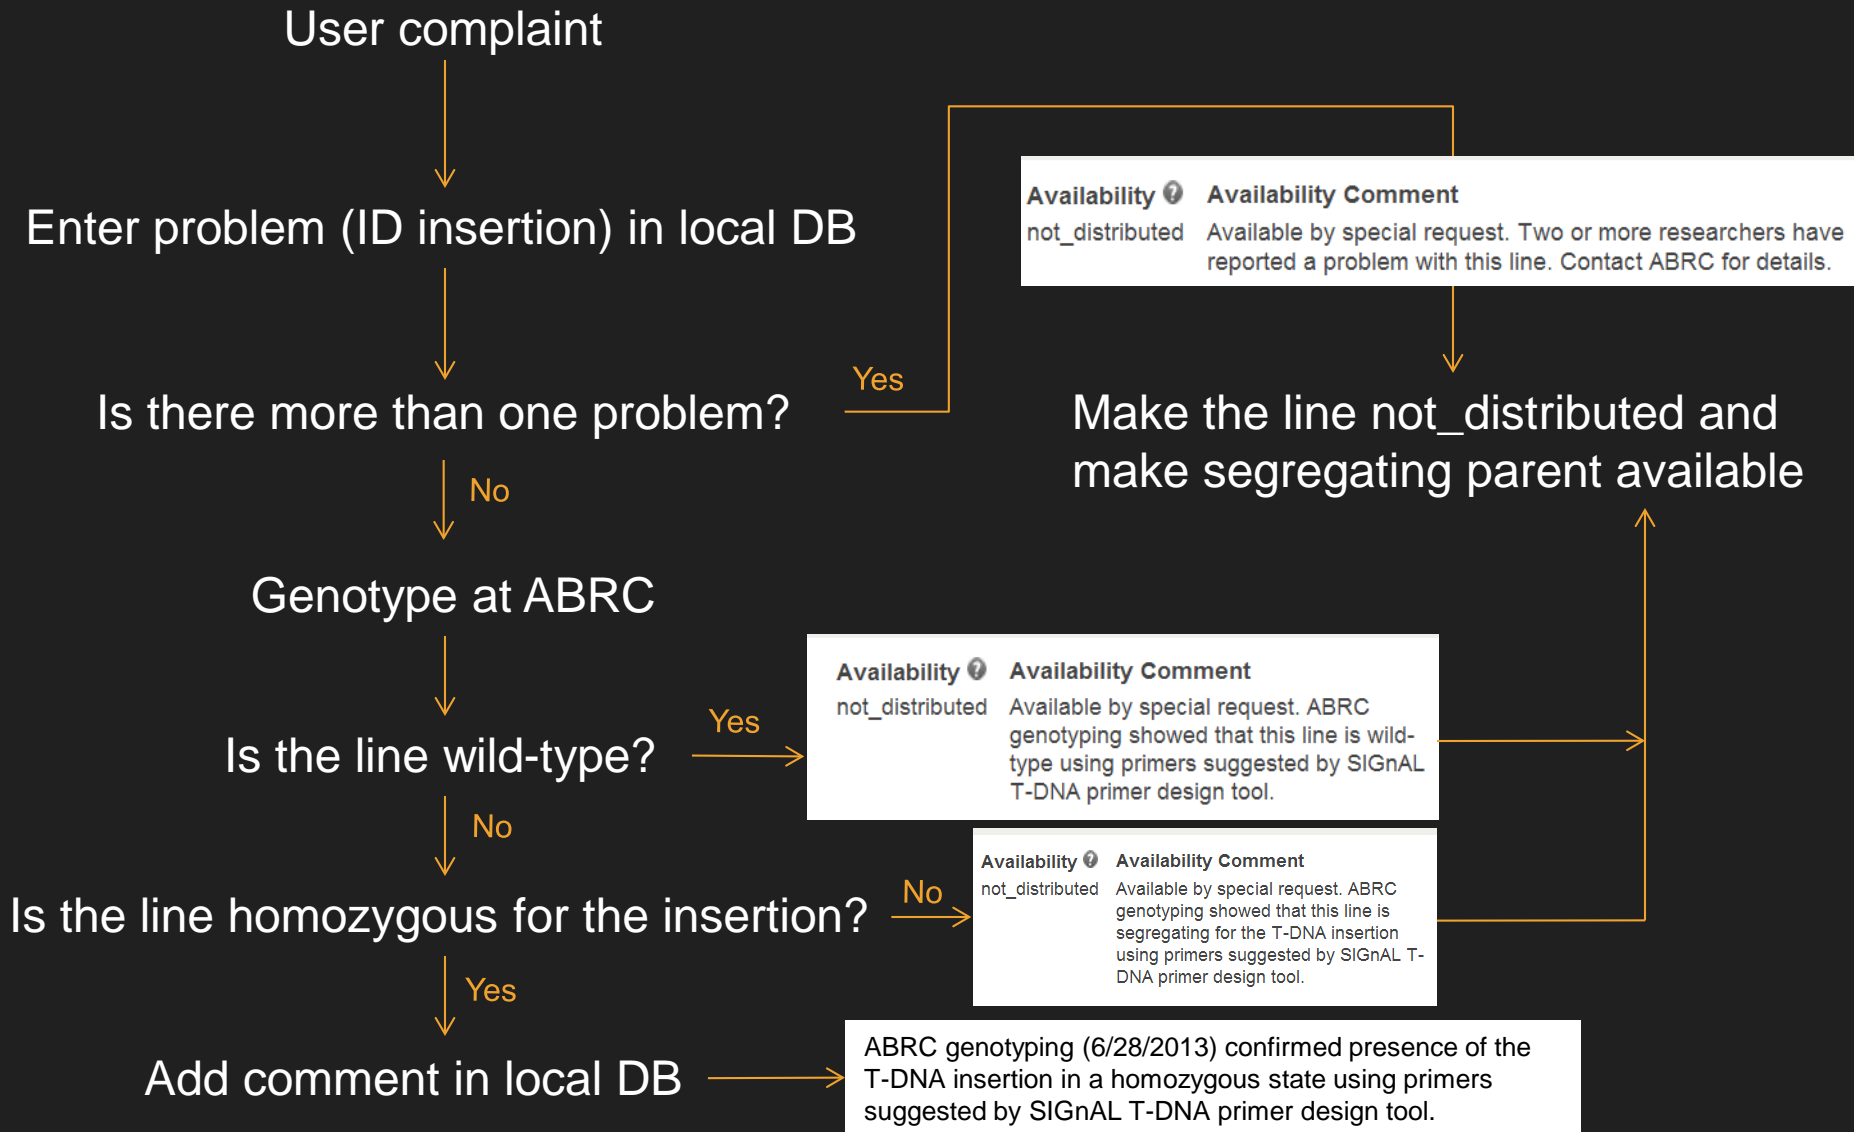 User complaint
Enter problem (ID insertion) in local DB
Availability ? Availability Comment
not_distributed Available by special request. Two or more researchers have
reported a problem with this line. Contact ABRC for details.
Is there more than one problem?
Yes
Make the line not_distributed and
make segregating parent available
No
Genotype at ABRC
Is the line wild-type?
Yes
Availability ? Availability Comment
not_distributed Available by special request. ABRC
genotyping showed that this line is wild-
type using primers suggested by SIGnAL
T-DNA primer design tool.
No
Is the line homozygous for the insertion?
No
Availability ? Availability Comment
not_distributed Available by special request. ABRC
genotyping showed that this line is
segregating for the T-DNA insertion
using primers suggested by SIGnAL T-
DNA primer design tool.
Yes
Add comment in local DB
ABRC genotyping (6/28/2013) confirmed presence of the
T-DNA insertion in a homozygous state using primers
suggested by SIGnAL T-DNA primer design tool.